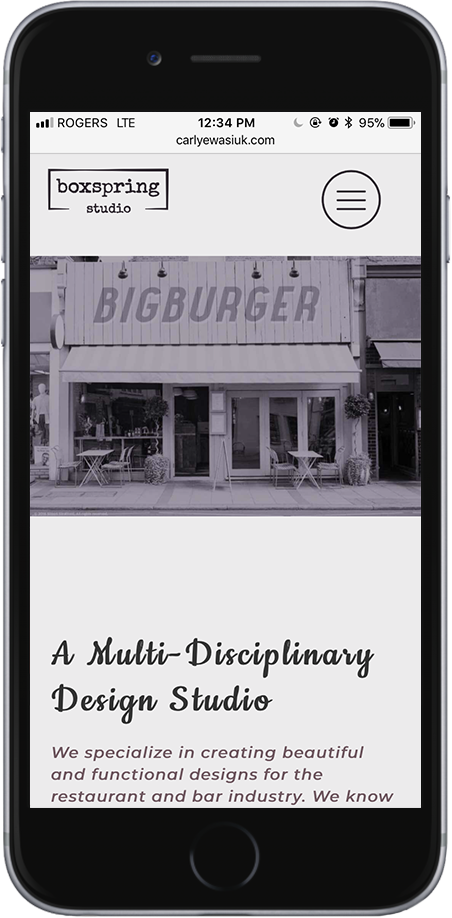 ROGERS LTE 12:34 PM 95%
carlyewasiuk.com
boxspring
studio
BIGBURGER
A Multi-Disciplinary
Design Studio
We specialize in creating beautiful
and functional designs for the
restaurant and bar industry. We know